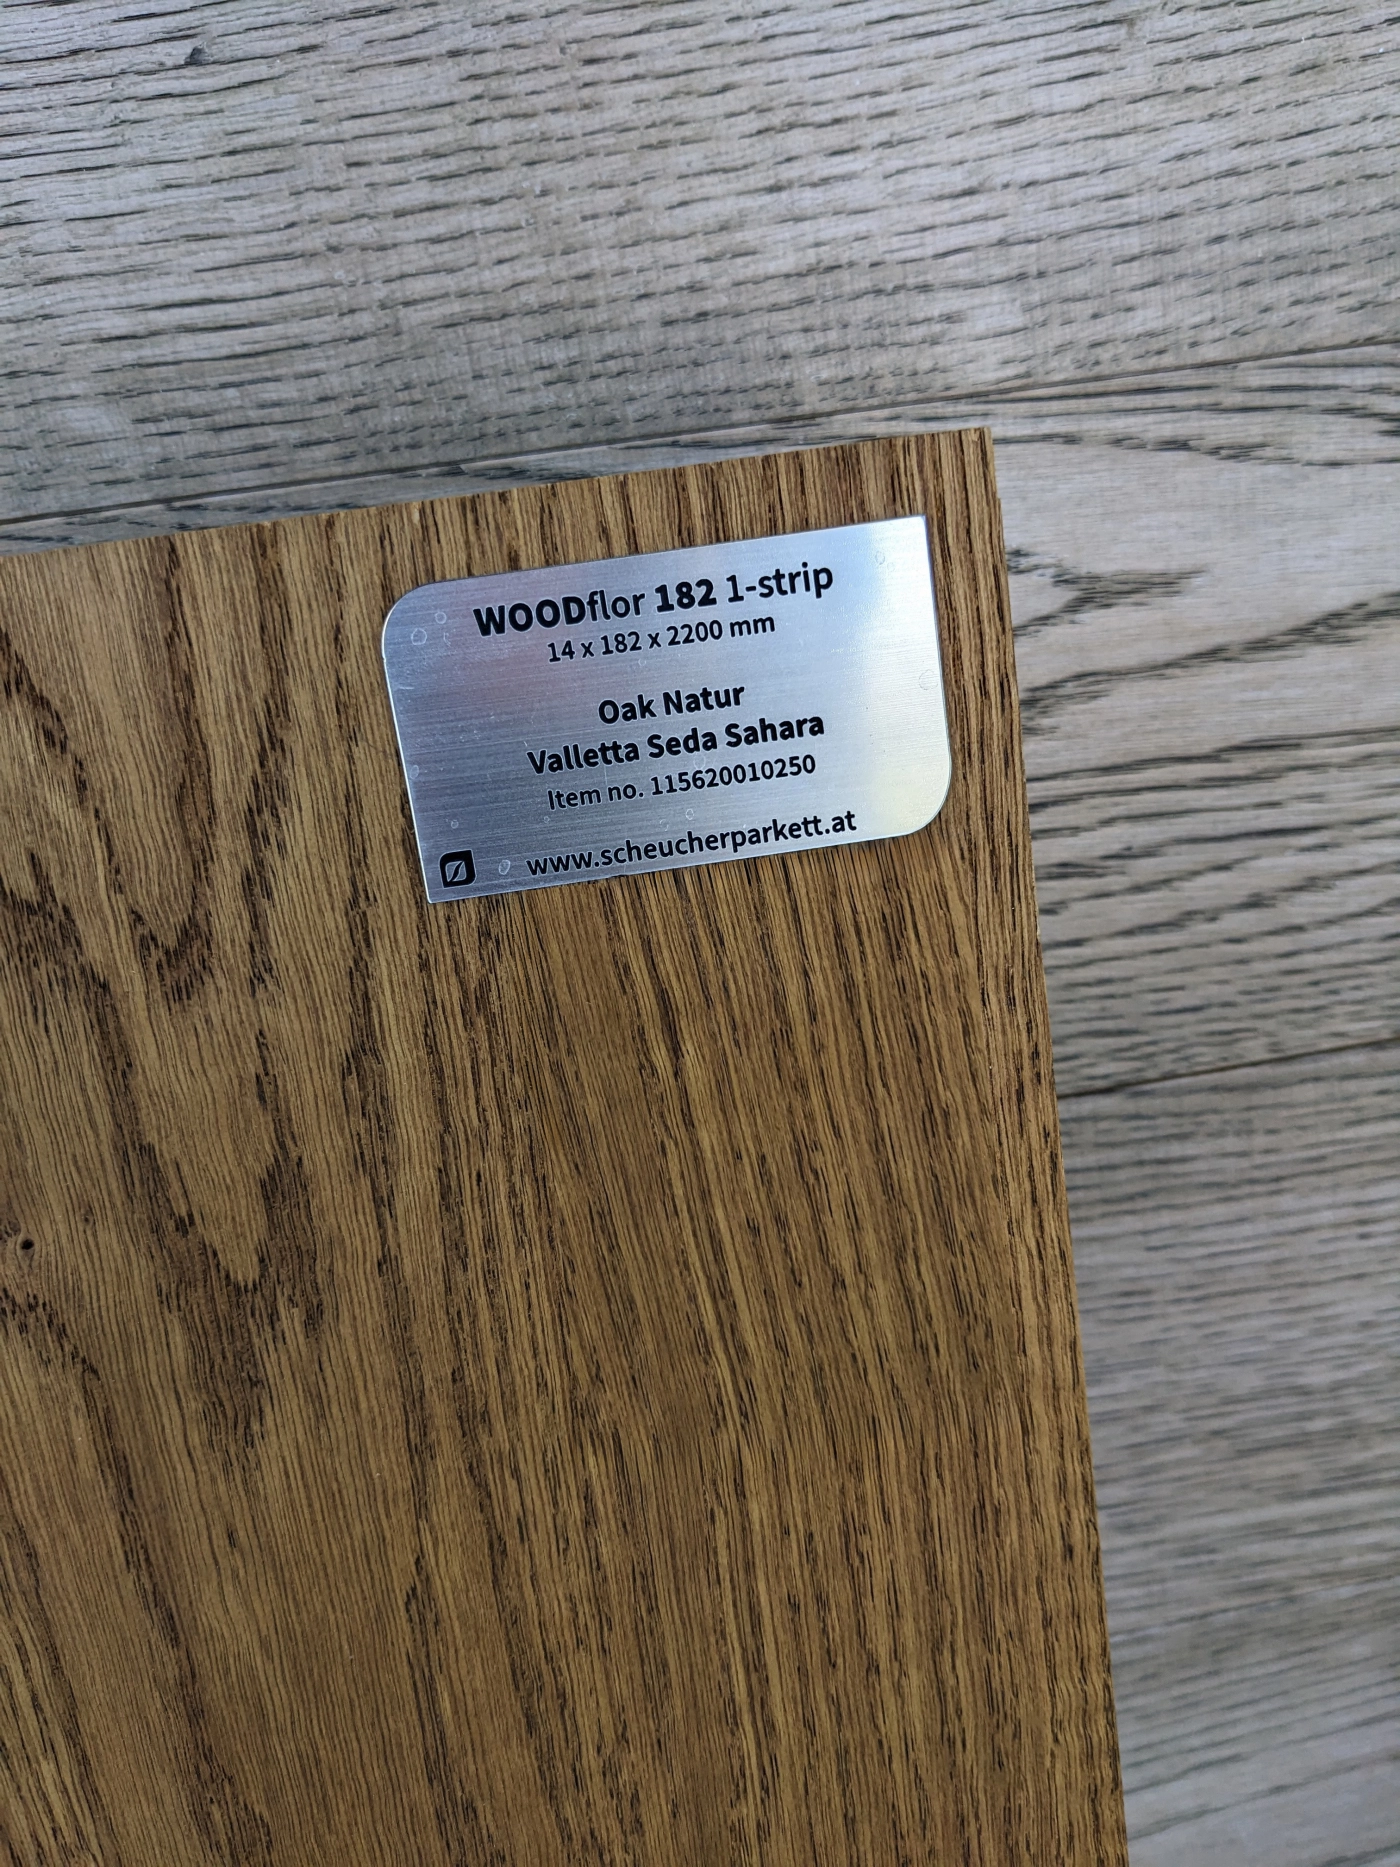 WOODflor 182 1-strip
14 x 182 x 2200 mm
Oak Natur
Valletta Seda Sahara
Item no. 115620010250
www.scheucherparkett.at